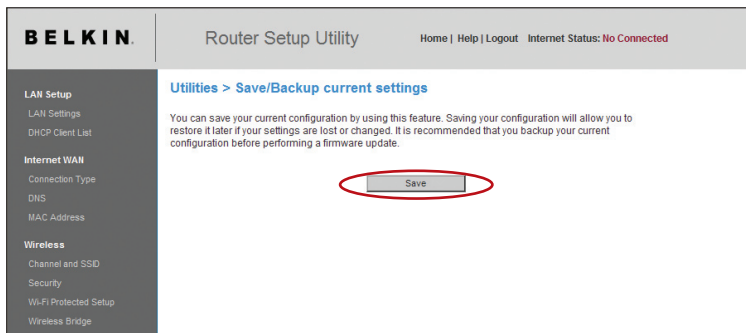 BELKIN.
Router Setup Utility
Home | Help | Logout Internet Status: No Connected
LAN Setup
LAN Settings
DHCP Client List
Internet WAN
Connection Type
DNS
MAC Address
Wireless
Channel and SSID
Security
Wi-Fi Protected Setup
Wireless Bridge
Utilities > Save/Backup current settings
You can save your current configuration by using this feature. Saving your configuration will allow you to
restore it later if your settings are lost or changed. It is recommended that you backup your current
configuration before performing a firmware update.
Save